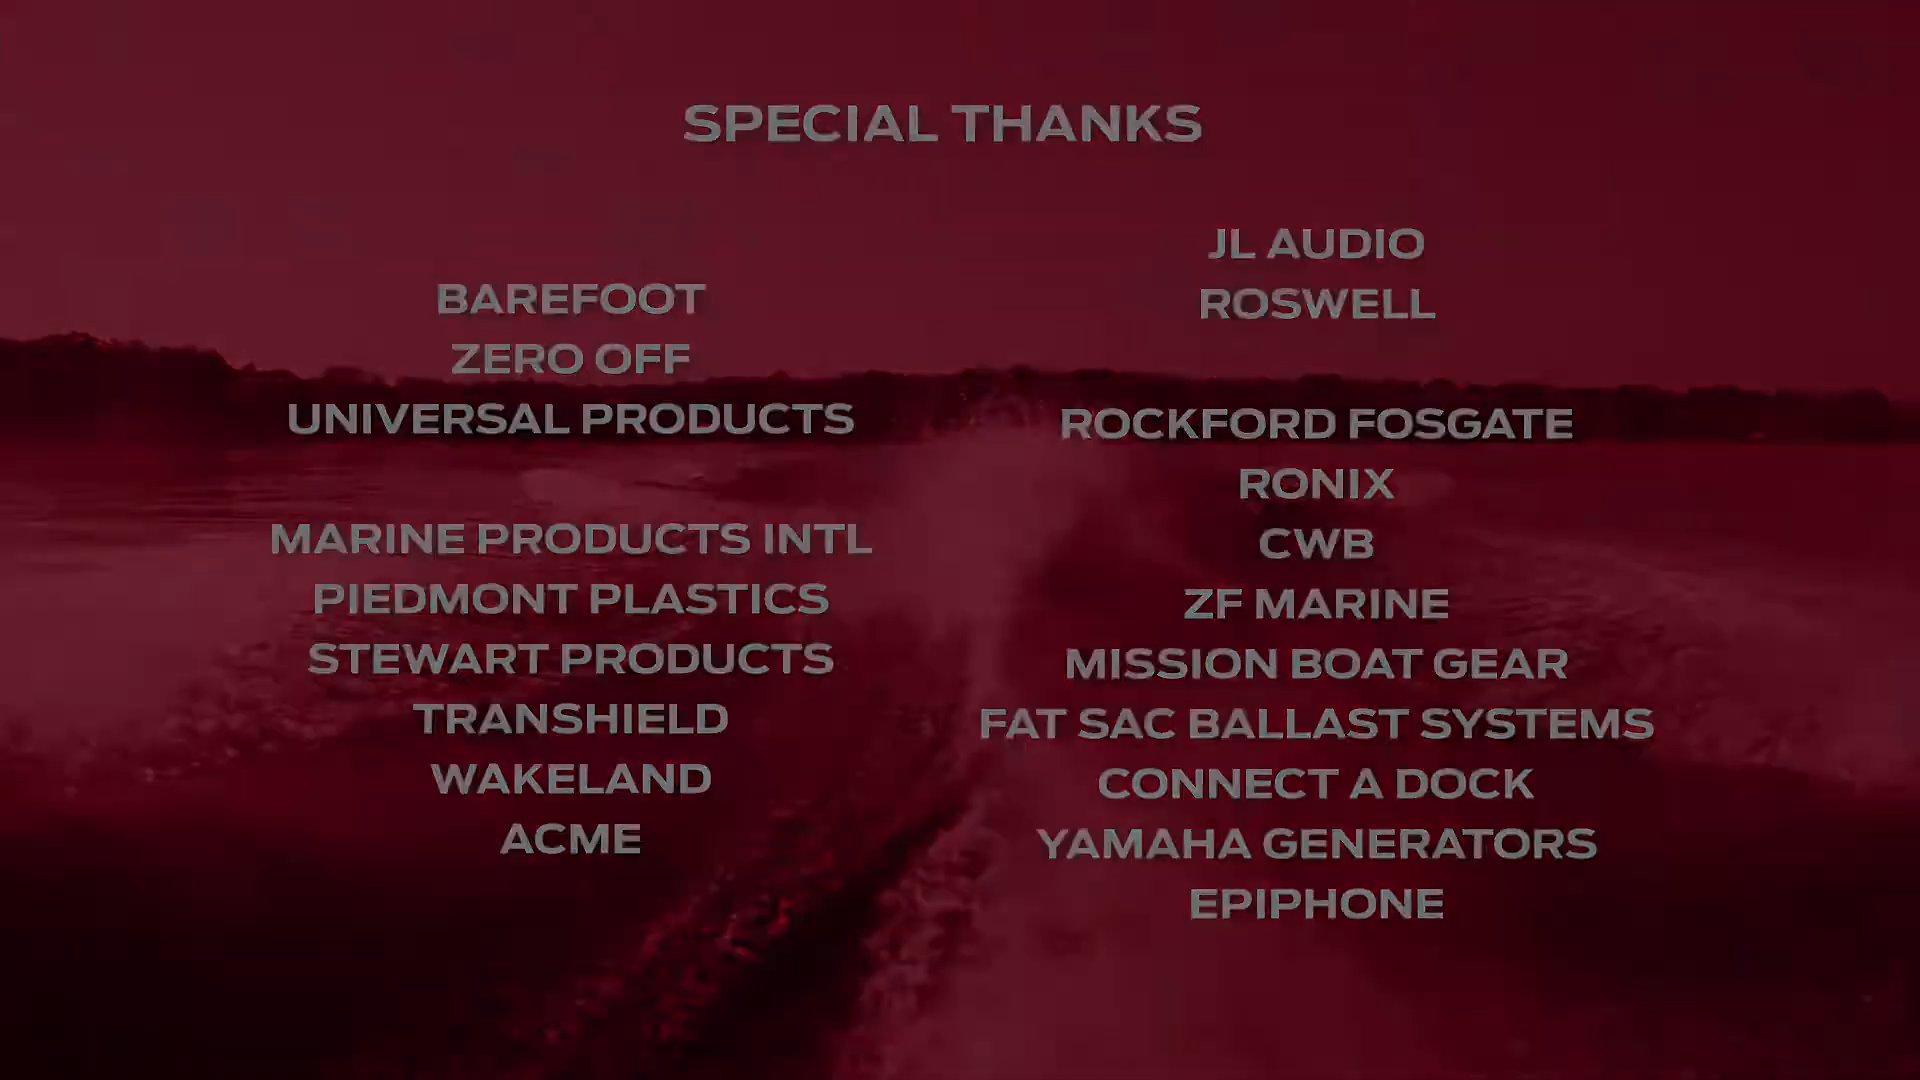 SPECIAL THANKS
BAREFOOT
ZERO OFF
UNIVERSAL PRODUCTS
MARINE PRODUCTS INTL
PIEDMONT PLASTICS
STEWART PRODUCTS
TRANSHIELD
WAKELAND
ACME
JL AUDIO
ROSWELL
ROCKFORD FOSGATE
RONIX
CWB
ZF MARINE
MISSION BOAT GEAR
FAT SAC BALLAST SYSTEMS
CONNECT A DOCK
YAMAHA GENERATORS
EPIPHONE